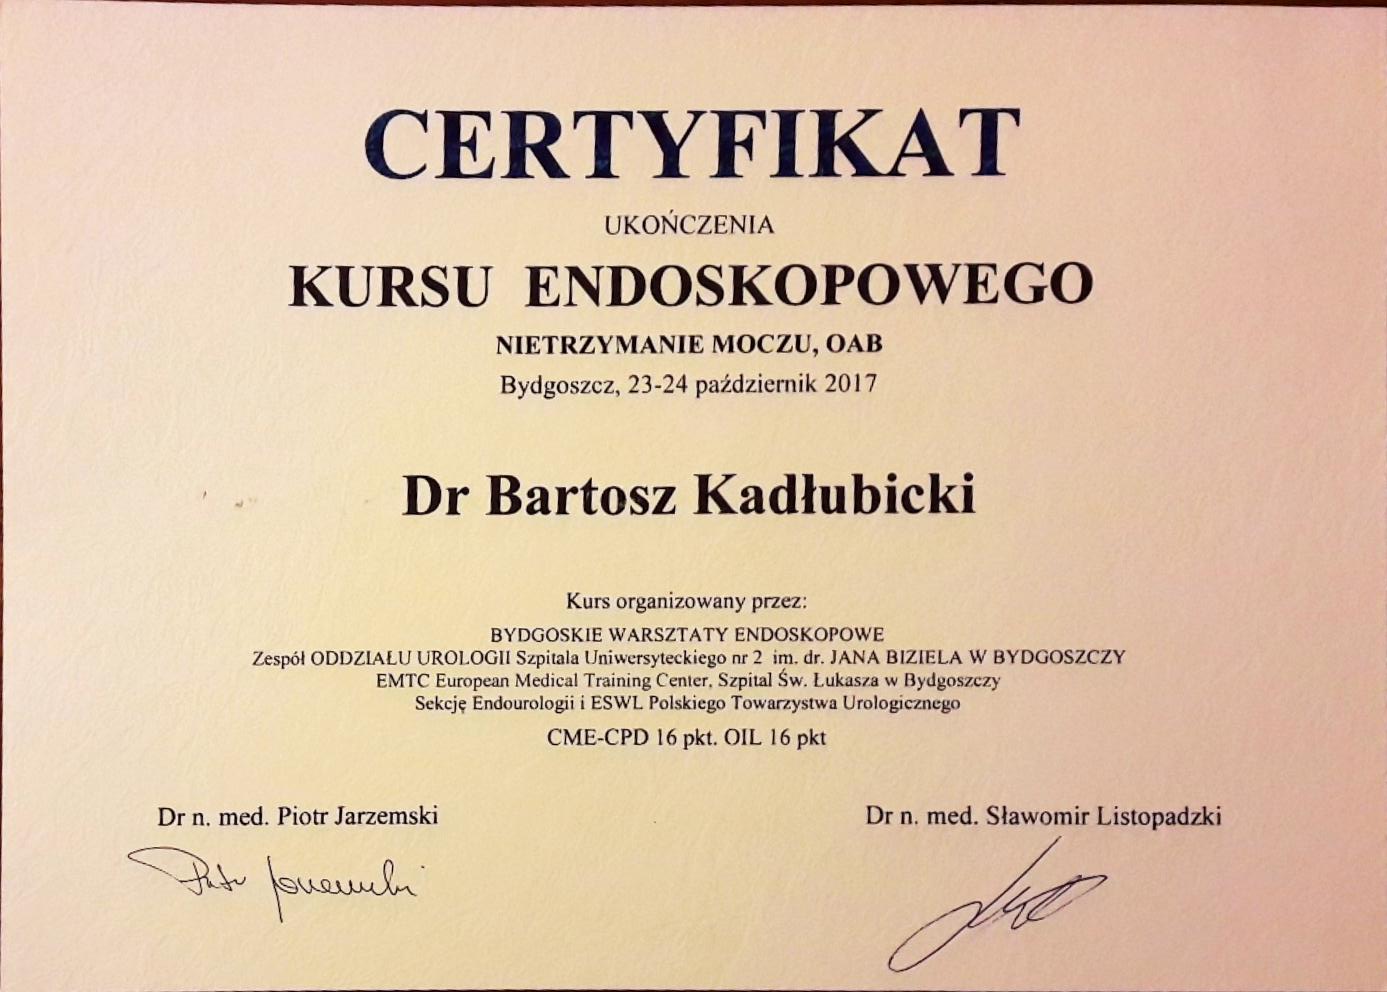 CERTYFIKAT
UKOŃCZENIA
KURSU ENDOSKOPOWEGO
NIETRZYMANIE MOCZU, OAB
Bydgoszcz, 23-24 październik 2017
Dr Bartosz Kadłubicki
Kurs organizowany przez:
BYDGOSKIE WARSZTATY ENDOSKOPOWE
Zespół ODDZIAŁU UROLOGII Szpitala Uniwersyteckiego nr 2 im. dr. JANA BIZIELA W BYDGOSZCZY
EMTC European Medical Training Center, Szpital Św. Łukasza w Bydgoszczy
Sekcję Endourologii i ESWL Polskiego Towarzystwa Urologicznego
CME-CPD 16 pkt. OIL 16 pkt
Dr n. med. Piotr Jarzemski
Dr n. med. Sławomir Listopadzki